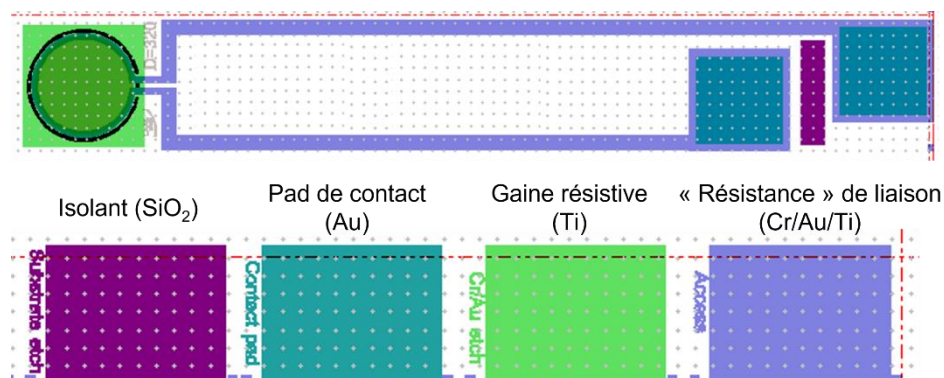 D=320
Isolant (SiO₂)
Pad de contact
(Au)
Gaine résistive
(Ti)
« Résistance » de liaison
(Cr/Au/Ti)
Substrate etch
Contact pad
Cr/Au etch
Access